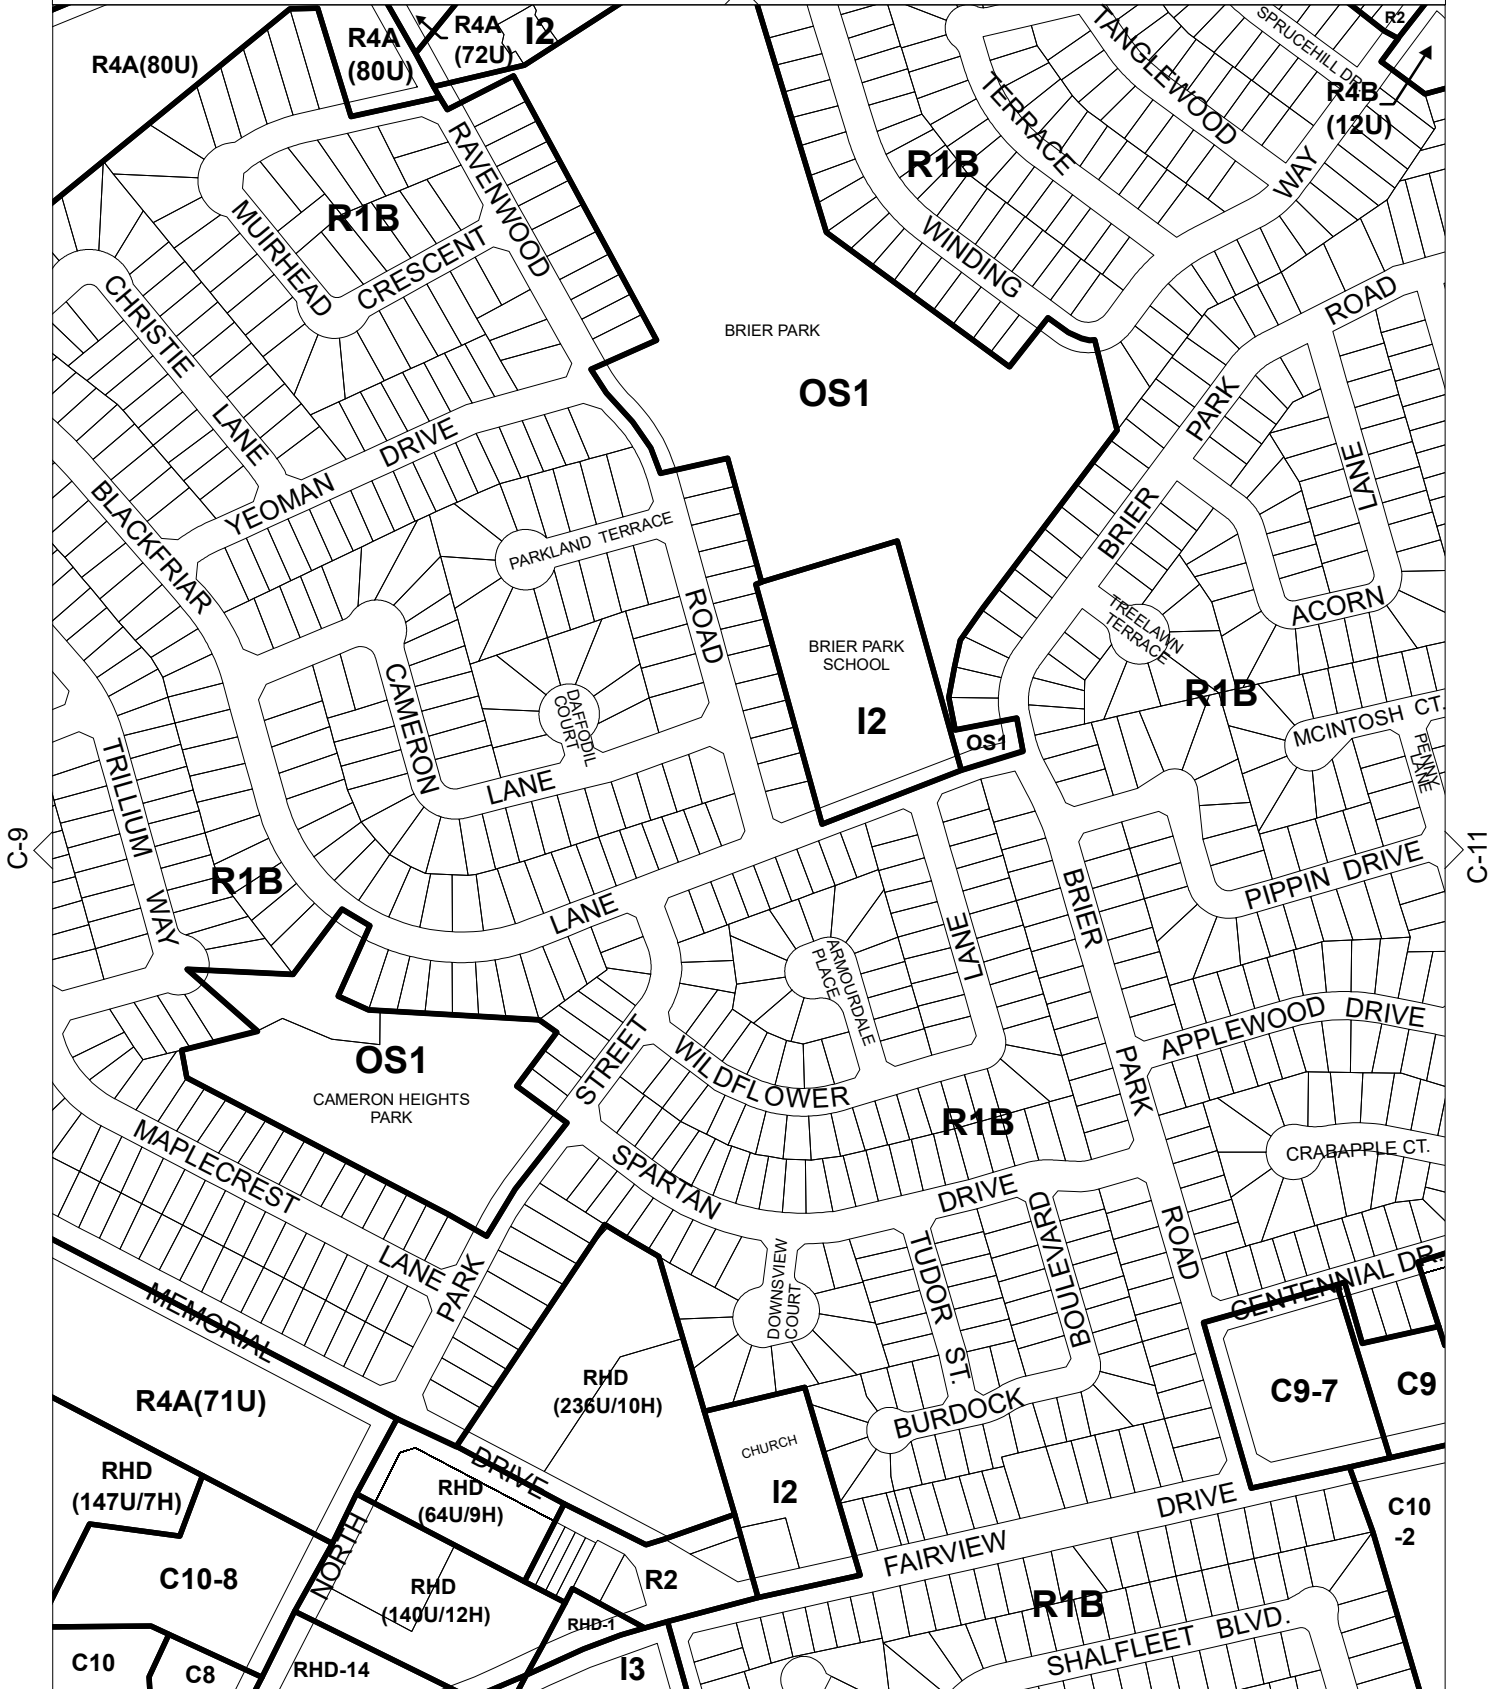 R4A(80U)
R4A
(80U)
R4A
(72U)
I2
R2
SPRUCEHILL DR.
TANGLEWOOD
TERRACE
R4B
(12U)
WAY
R1B
WINDING
RAVENWOOD
R1B
MUIRHEAD
CRESCENT
CHRISTIE
LANE
BRIER PARK
OS1
ROAD
PARK
BRIER
LANE
ACORN
YEOMAN
DRIVE
BLACKFRIAR
PARKLAND TERRACE
ROAD
TREELAWN
TERRACE
R1B
BRIER PARK
SCHOOL
I2
OS1
MCINTOSH CT.
PENNY
LANE
CAMERON
LANE
DAFFODIL
COURT
TRILLIUM
WAY
C-9
C-11
R1B
LANE
BRIER
PIPPIN DRIVE
LANE
ARMOURDALE
PLACE
APPLEWOOD DRIVE
OS1
CAMERON HEIGHTS
PARK
STREET
WILDFLOWER
PARK
R1B
CRABAPPLE CT.
MAPLECREST
LANE
SPARTAN
DRIVE
BOULEVARD
TUDOR
ST.
ROAD
DOWNSVIEW
COURT
CENTENNIAL DR.
PARK
MEMORIAL
RHD
(236U/10H)
C9-7
C9
R4A(71U)
BURDOCK
CHURCH
I2
DRIVE
RHD
(147U/7H)
RHD
(64U/9H)
DRIVE
C10
-2
FAIRVIEW
NORTH
C10-8
RHD
(140U/12H)
R2
R1B
RHD-1
SHALFLEET BLVD.
C10
C8
RHD-14
I3